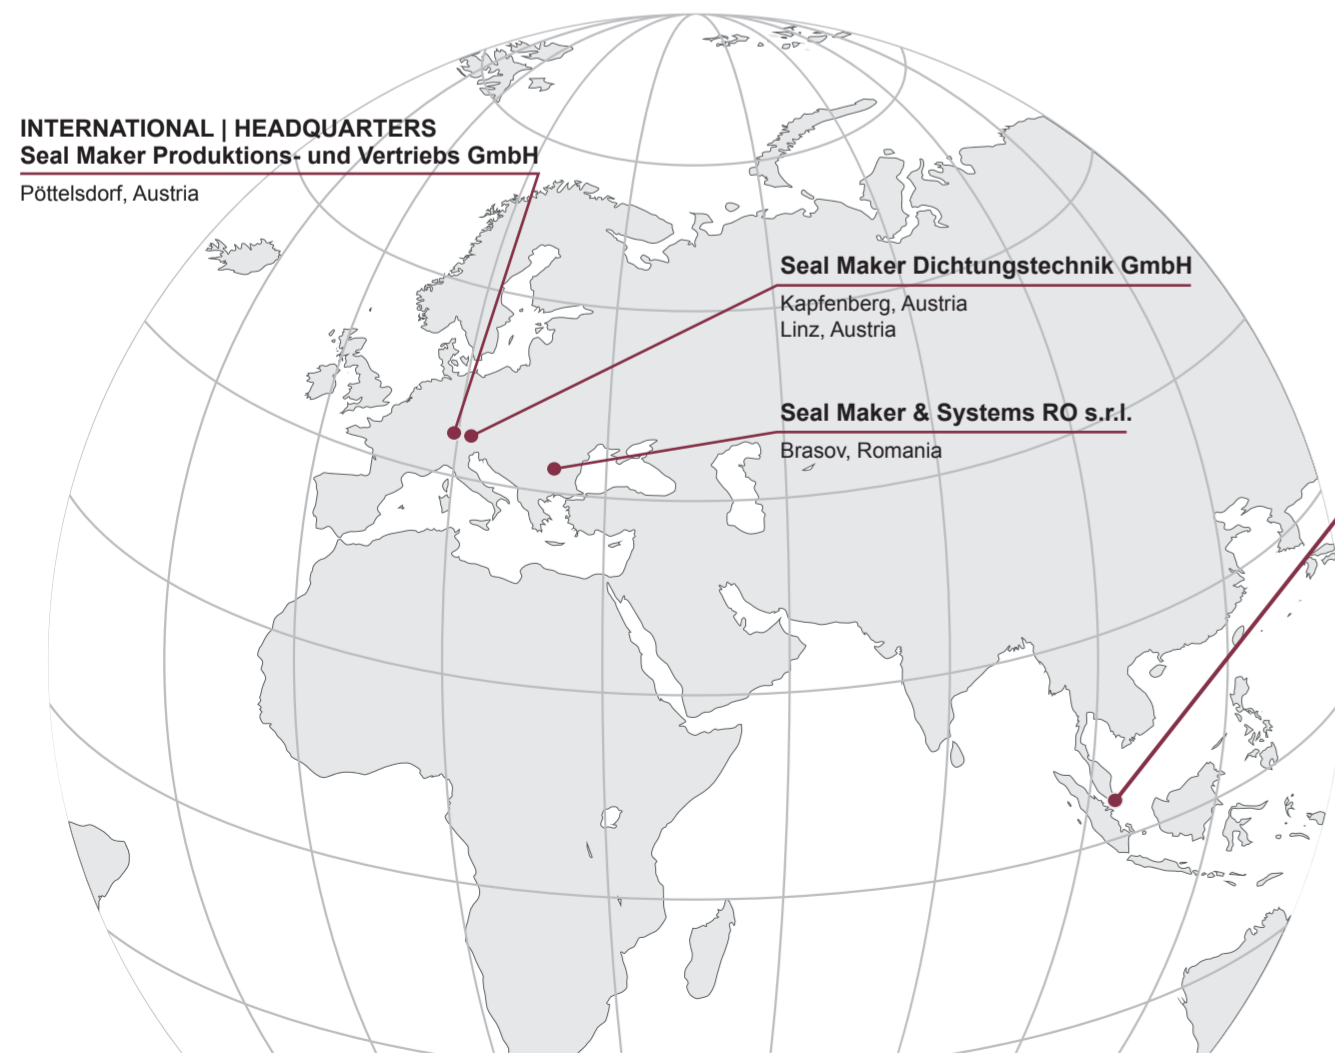 INTERNATIONAL | HEADQUARTERS
Seal Maker Produktions- und Vertriebs GmbH
Pöttelsdorf, Austria
Seal Maker Dichtungstechnik GmbH
Kapfenberg, Austria
Linz, Austria
Seal Maker & Systems RO s.r.l.
Brasov, Romania